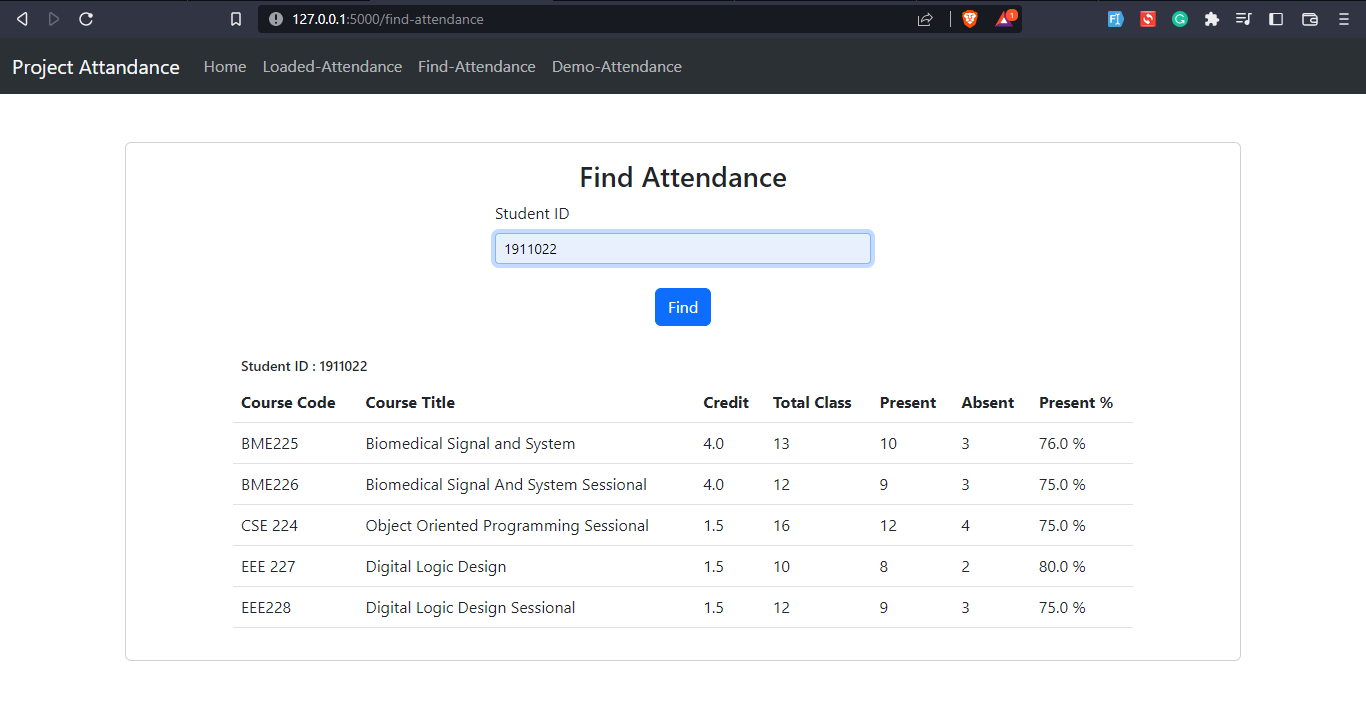 127.0.0.1:5000/find-attendance
1
Project Attandance Home Loaded-Attendance Find-Attendance Demo-Attendance
Find Attendance
Student ID
1911022
Find
Student ID : 1911022
Course Code Course Title Credit Total Class Present Absent Present %
BME225 Biomedical Signal and System 4.0 13 10 3 76.0 %
BME226 Biomedical Signal And System Sessional 4.0 12 9 3 75.0 %
CSE 224 Object Oriented Programming Sessional 1.5 16 12 4 75.0 %
EEE 227 Digital Logic Design 1.5 10 8 2 80.0 %
EEE228 Digital Logic Design Sessional 1.5 12 9 3 75.0 %